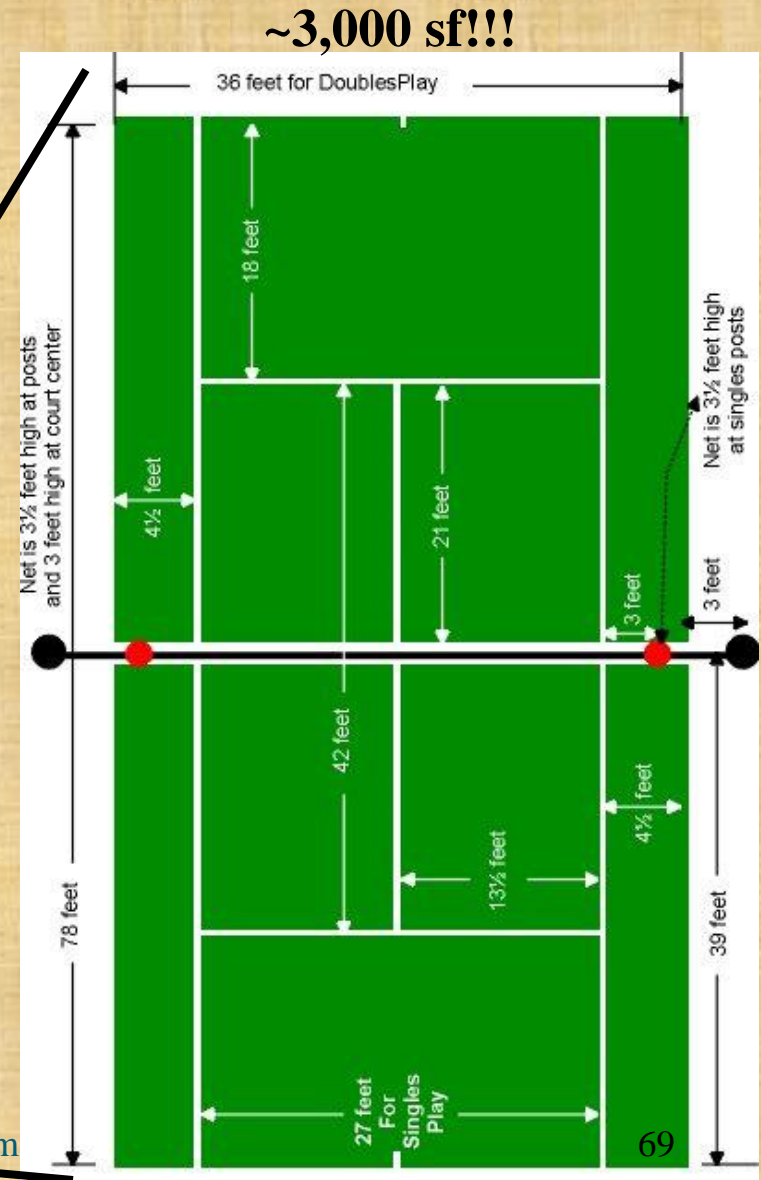 ~3,000 sf!!!
36 feet for DoublesPlay
18 feet
Net is 3½ feet high at posts
and 3 feet high at court center
Net is 3½ feet high
at singles posts
4½ feet
21 feet
3 feet
3 feet
42 feet
4½ feet
13½ feet
78 feet
39 feet
27 feet
For
Singles
Play
m
69